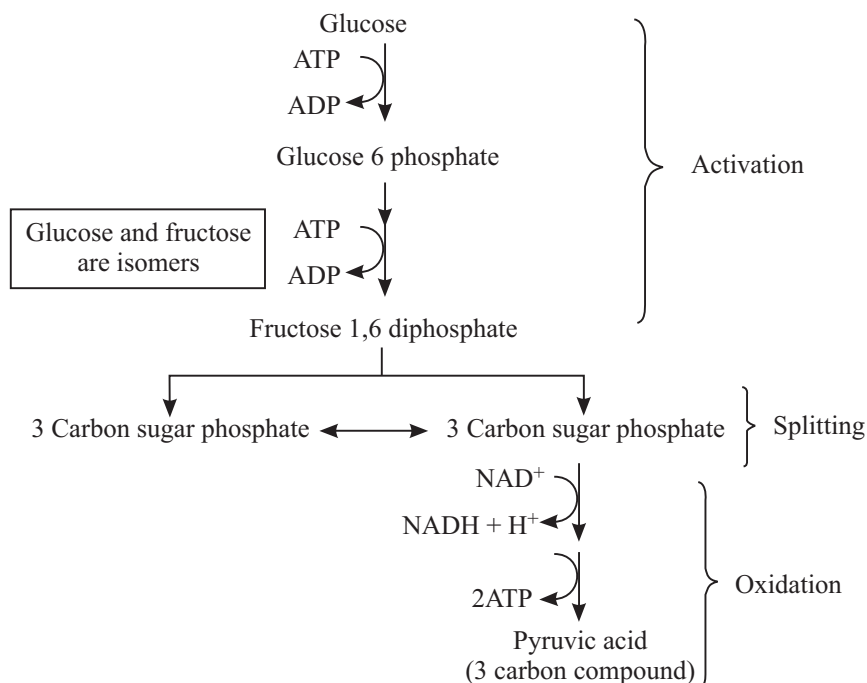 Glucose
ATP
ADP
Glucose 6 phosphate
Activation
Glucose and fructose
are isomers
ATP
ADP
Fructose 1,6 diphosphate
3 Carbon sugar phosphate
3 Carbon sugar phosphate
Splitting
NAD⁺
NADH + H⁺
Oxidation
2ATP
Pyruvic acid
(3 carbon compound)